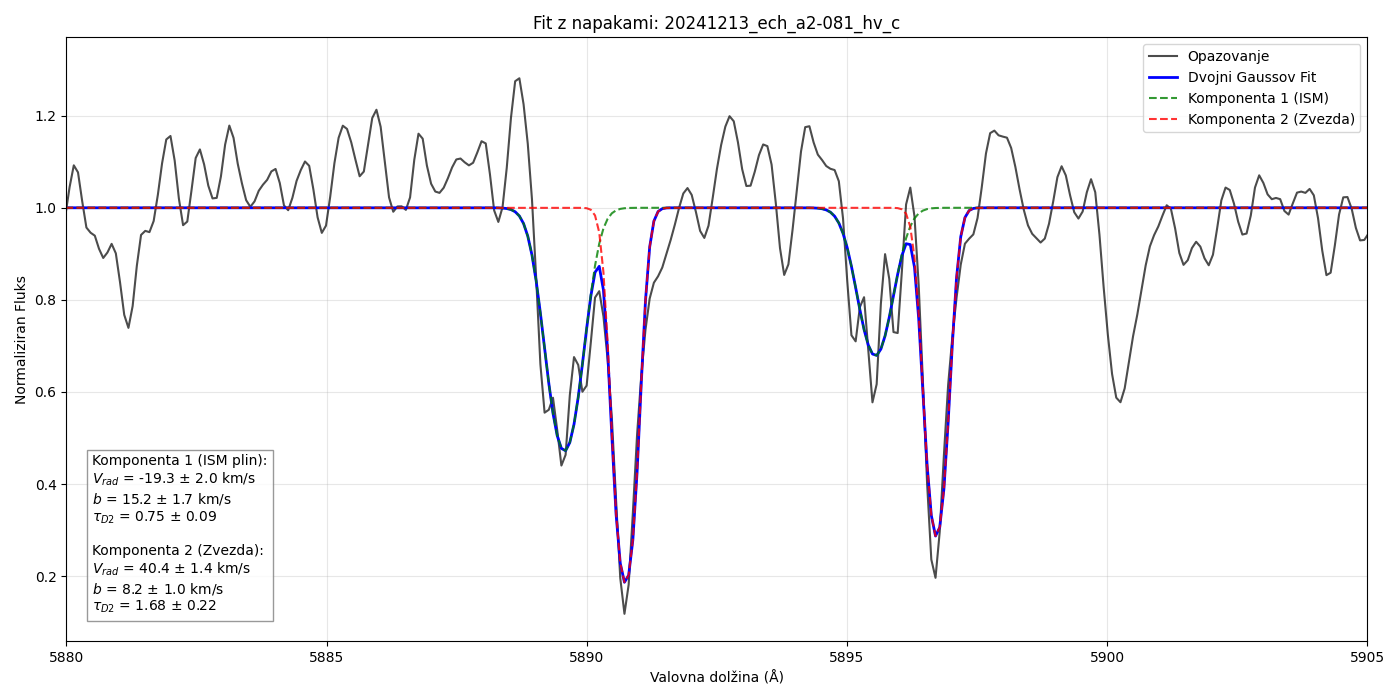 Fit z napakami: 20241213_ech_a2-081_hv_c
Opazovanje
Dvojni Gaussov Fit
Komponenta 1 (ISM)
Komponenta 2 (Zvezda)
Normaliziran Fluks
1.2
1.0
0.8
0.6
0.4
0.2
Komponenta 1 (ISM plin):
V_rad = -19.3 ± 2.0 km/s
b = 15.2 ± 1.7 km/s
τ_D2 = 0.75 ± 0.09
Komponenta 2 (Zvezda):
V_rad = 40.4 ± 1.4 km/s
b = 8.2 ± 1.0 km/s
τ_D2 = 1.68 ± 0.22
5880 5885 5890 5895 5900 5905
Valovna dolžina (Å)